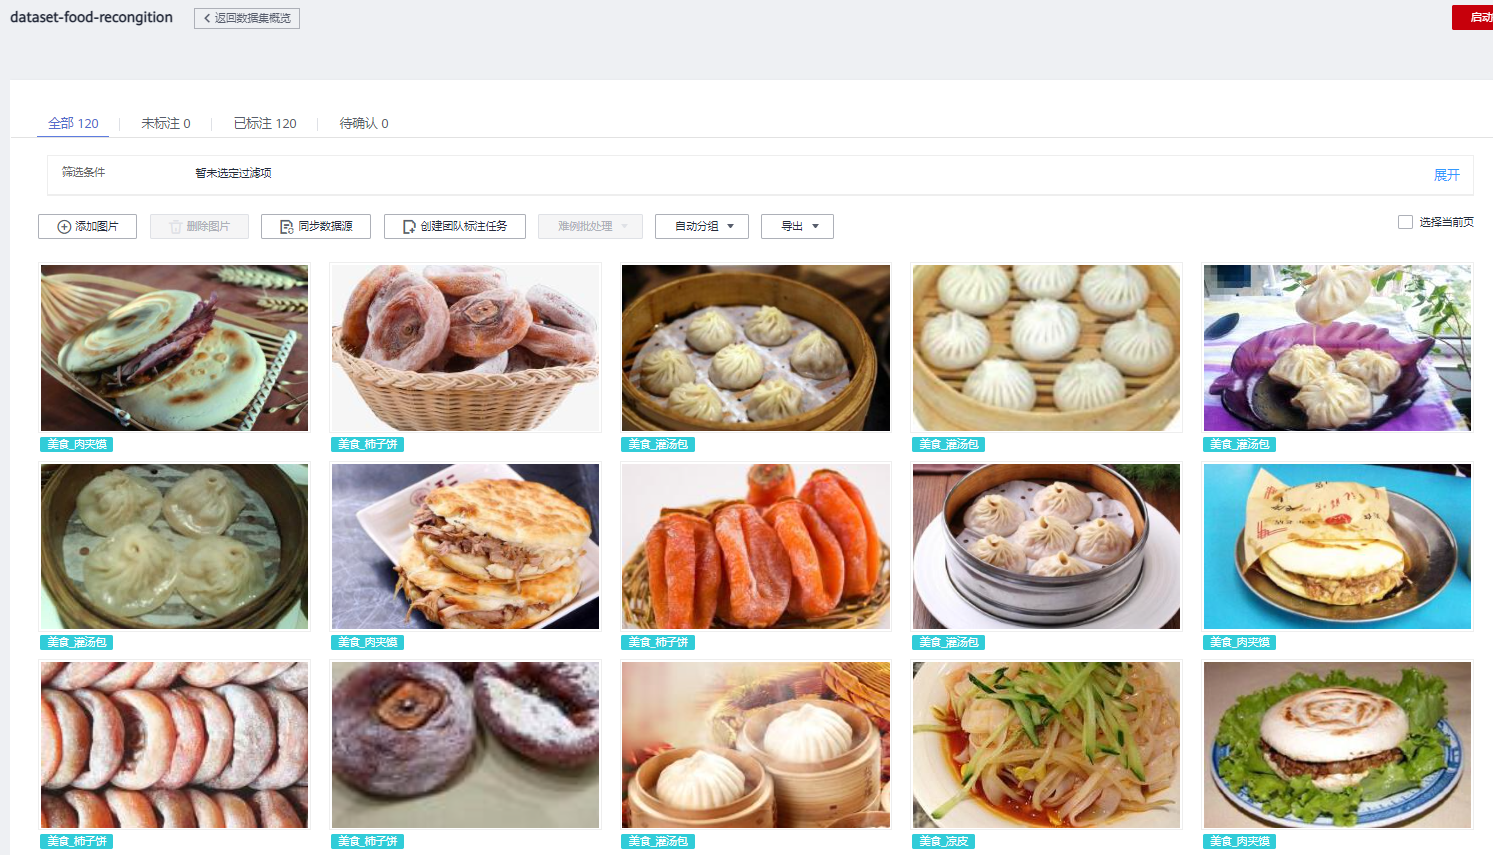 dataset-food-recongition
返回数据集概览
启动
全部 120
未标注 0
已标注 120
待确认 0
筛选条件
暂未选定过滤项
展开
添加图片
删除图片
同步数据源
创建团队标注任务
难例批处理
自动分组
导出
选择当前页
美食_肉夹馍
美食_柿子饼
美食_灌汤包
美食_灌汤包
美食_灌汤包
美食_灌汤包
美食_肉夹馍
美食_柿子饼
美食_灌汤包
美食_肉夹馍
美食_柿子饼
美食_柿子饼
美食_灌汤包
美食_凉皮
美食_肉夹馍